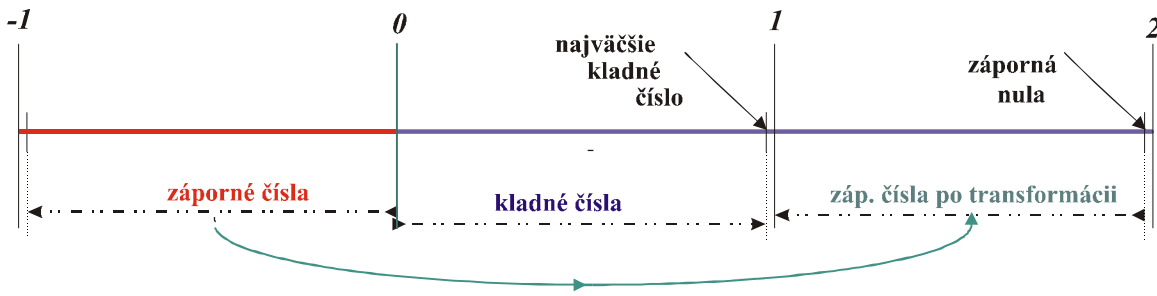 -1
0
1
2
najväčšie
kladné
číslo
záporná
nula
-
záporné čísla
kladné čísla
záp. čísla po transformácii